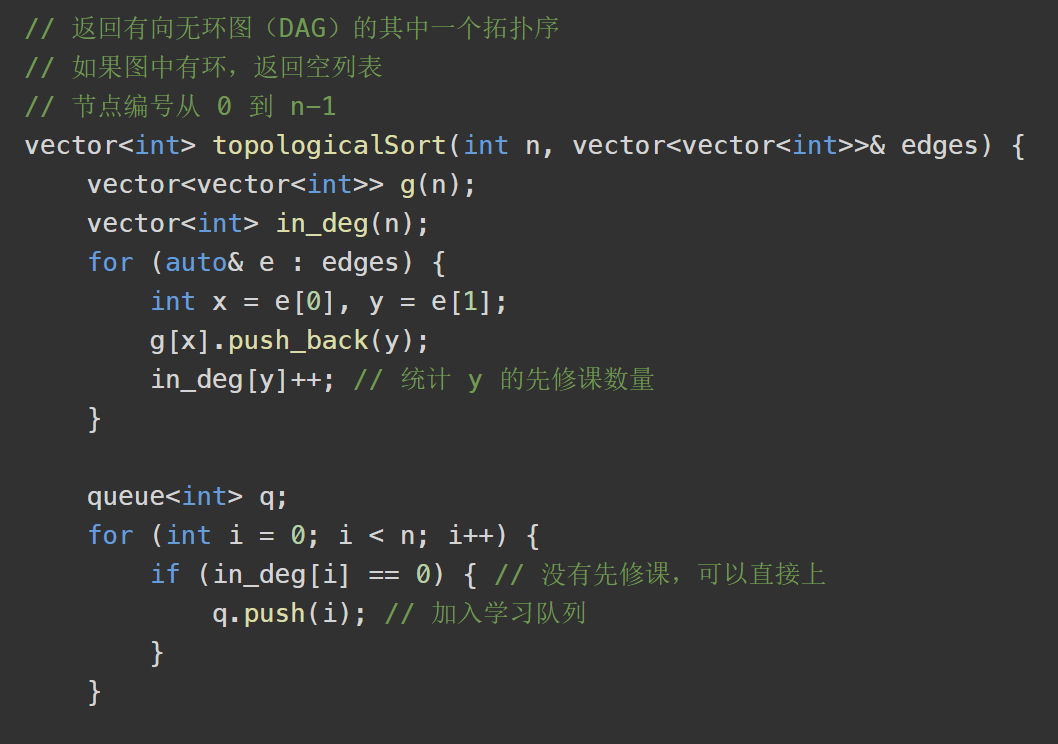 // 返回有向无环图（DAG）的其中一个拓扑序
// 如果图中有环，返回空列表
// 节点编号从 0 到 n-1
vector<int> topologicalSort(int n, vector<vector<int>>& edges) {
    vector<vector<int>> g(n);
    vector<int> in_deg(n);
    for (auto& e : edges) {
        int x = e[0], y = e[1];
        g[x].push_back(y);
        in_deg[y]++; // 统计 y 的先修课数量
    }

    queue<int> q;
    for (int i = 0; i < n; i++) {
        if (in_deg[i] == 0) { // 没有先修课，可以直接上
            q.push(i); // 加入学习队列
        }
    }